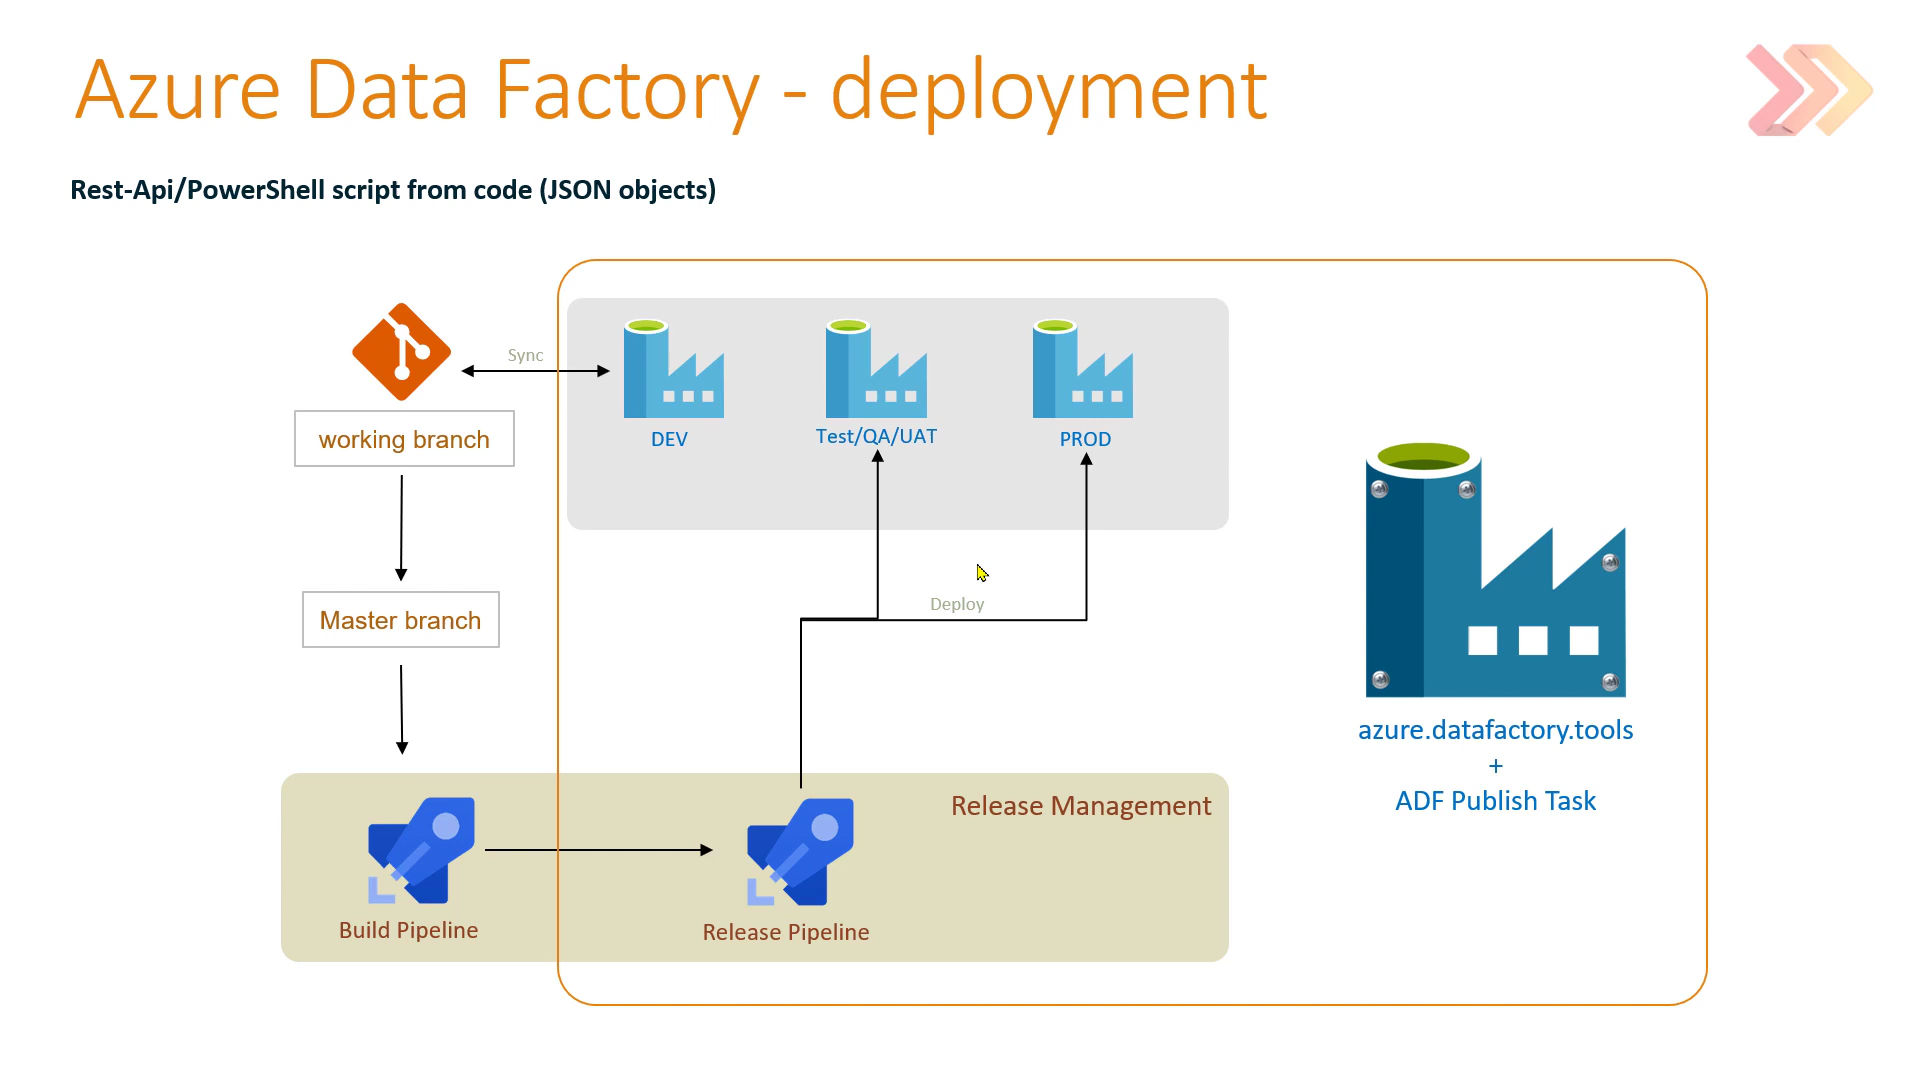 Azure Data Factory - deployment
Rest-Api/PowerShell script from code (JSON objects)
Sync
working branch
DEV
Test/QA/UAT
PROD
Deploy
Master branch
azure.datafactory.tools
+
ADF Publish Task
Release Management
Build Pipeline
Release Pipeline